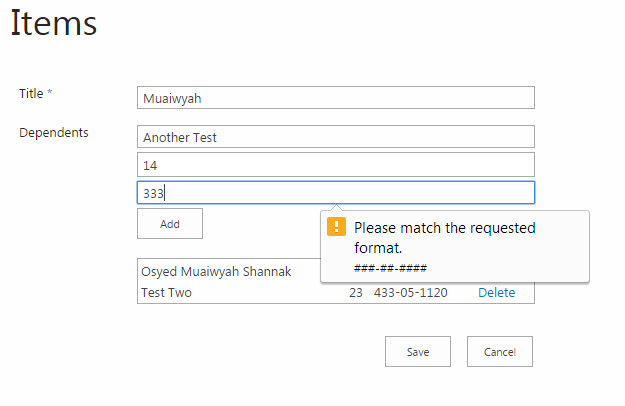 Items
Title *
Muaiwyah
Dependents
Another Test
14
333
Add
Please match the requested
format.
###-##-####
Osyed Muaiwyah Shannak
Test Two 23 433-05-1120 Delete
Save Cancel